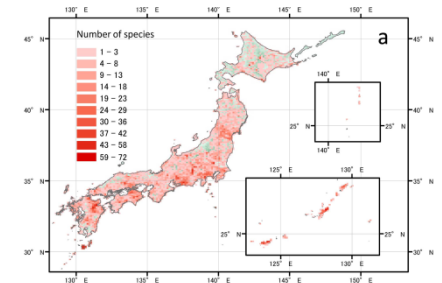 130° E 135° E 140° E 145° E 150° E
Number of species
a
1 - 3
4 - 8
9 - 13
14 - 18
19 - 23
24 - 29
30 - 36
37 - 42
43 - 58
59 - 72
45° N 45° N
140° E
40° N 40° N
25° N 25° N
140° E
35° N 35° N
125° E 130° E
25° N 25° N
30° N 30° N
125° E 130° E
130° E 135° E 140° E 145° E 150° E